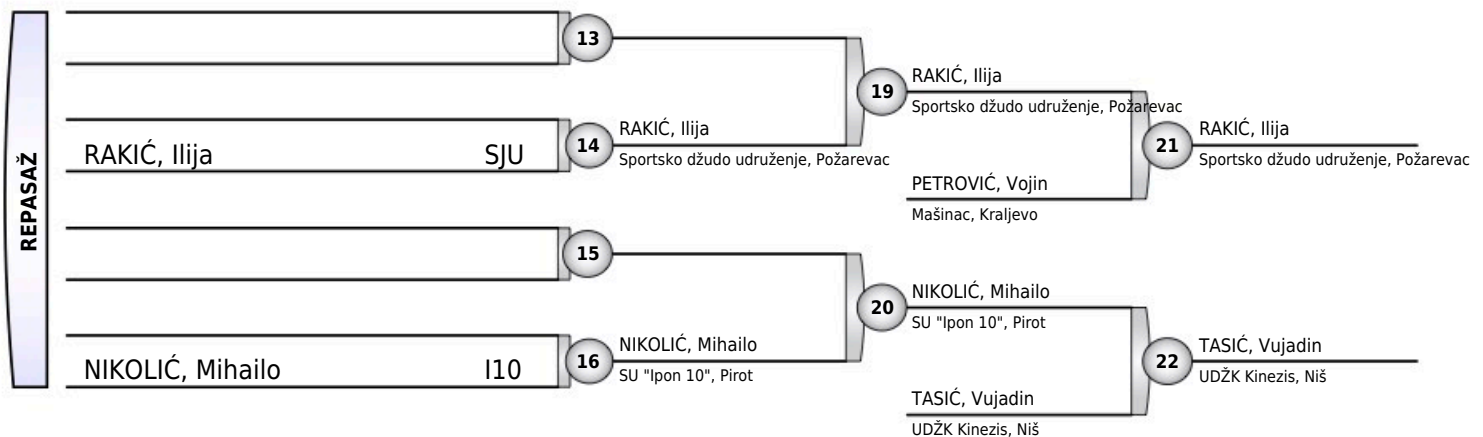 REPASAŽ
13
RAKIĆ, Ilija SJU
14
RAKIĆ, Ilija
Sportsko džudo udruženje, Požarevac
19
RAKIĆ, Ilija
Sportsko džudo udruženje, Požarevac
PETROVIĆ, Vojin
Mašinac, Kraljevo
21
RAKIĆ, Ilija
Sportsko džudo udruženje, Požarevac
15
NIKOLIĆ, Mihailo I10
16
NIKOLIĆ, Mihailo
SU "Ipon 10", Pirot
20
NIKOLIĆ, Mihailo
SU "Ipon 10", Pirot
TASIĆ, Vujadin
UDŽK Kinezis, Niš
22
TASIĆ, Vujadin
UDŽK Kinezis, Niš